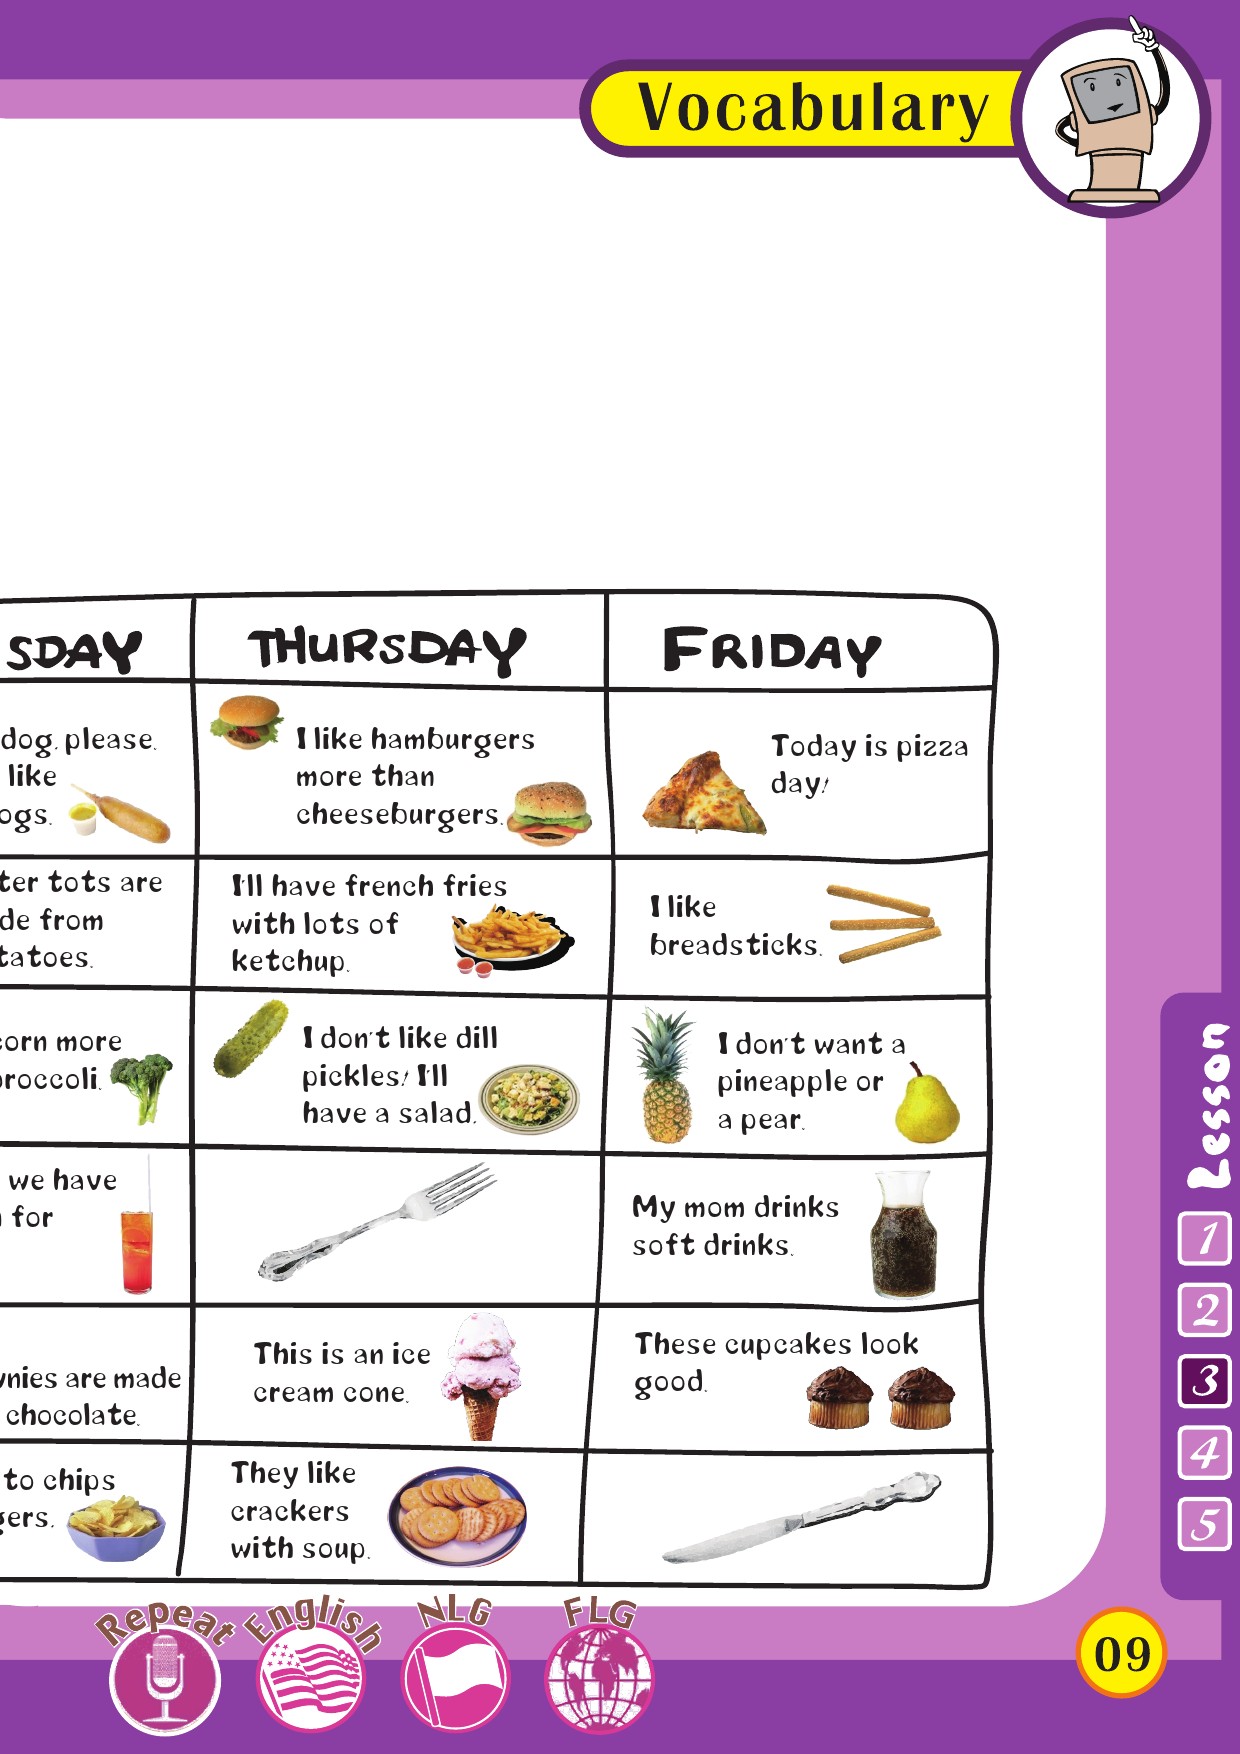 Vocabulary
SDAY
THURSDAY
FRIDAY
dog, please.
like
ogs.
I like hamburgers
more than
cheeseburgers.
Today is pizza
day!
ter tots are
de from
tatoes.
I'll have french fries
with lots of
ketchup.
I like
breadsticks.
corn more
broccoli.
I don't like dill
pickles! I'll
have a salad.
I don't want a
pineapple or
a pear.
we have
for
My mom drinks
soft drinks.
wnies are made
chocolate.
This is an ice
cream cone.
These cupcakes look
good.
to chips
gers.
They like
crackers
with soup.
Lesson
1
2
3
4
5
Repeat
English
NLG
FLG
09